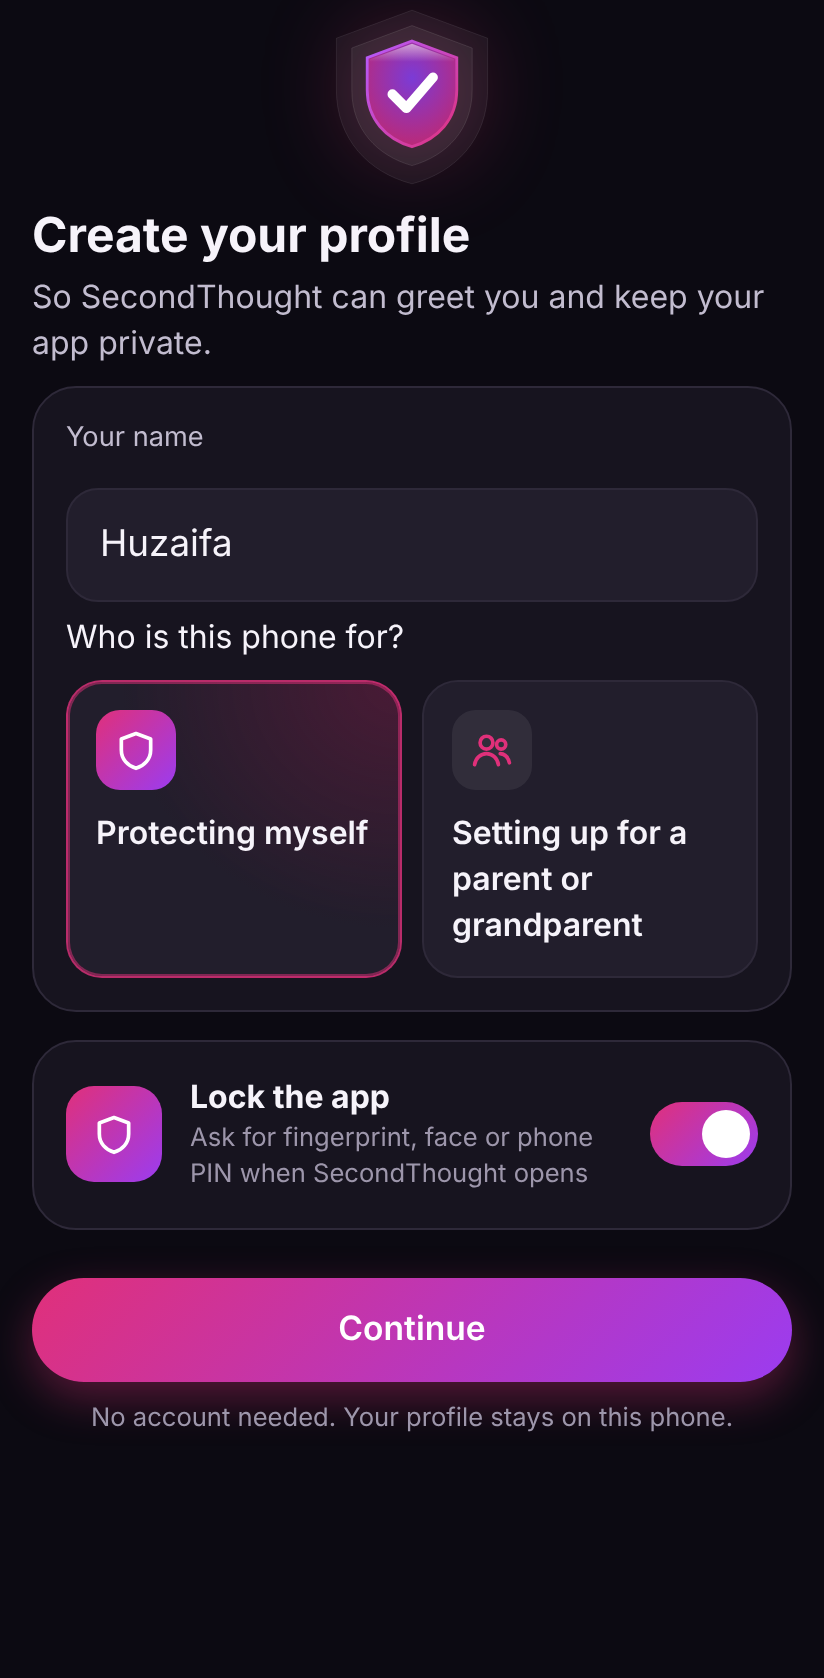 Create your profile
So SecondThought can greet you and keep your
app private.
Your name
Huzaifa
Who is this phone for?
Protecting myself
Setting up for a
parent or
grandparent
Lock the app
Ask for fingerprint, face or phone
PIN when SecondThought opens
Continue
No account needed. Your profile stays on this phone.